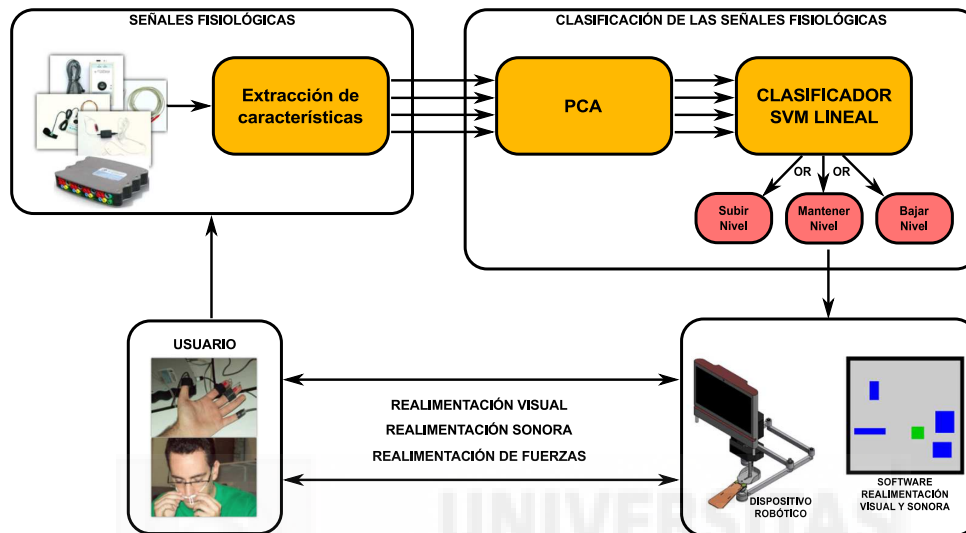 SEÑALES FISIOLÓGICAS
CLASIFICACIÓN DE LAS SEÑALES FISIOLÓGICAS
Extracción de
características
PCA
CLASIFICADOR
SVM LINEAL
OR
OR
Subir
Nivel
Mantener
Nivel
Bajar
Nivel
USUARIO
REALIMENTACIÓN VISUAL
REALIMENTACIÓN SONORA
REALIMENTACIÓN DE FUERZAS
DISPOSITIVO
ROBÓTICO
SOFTWARE
REALIMENTACIÓN
VISUAL Y SONORA
UNIVERSITAS